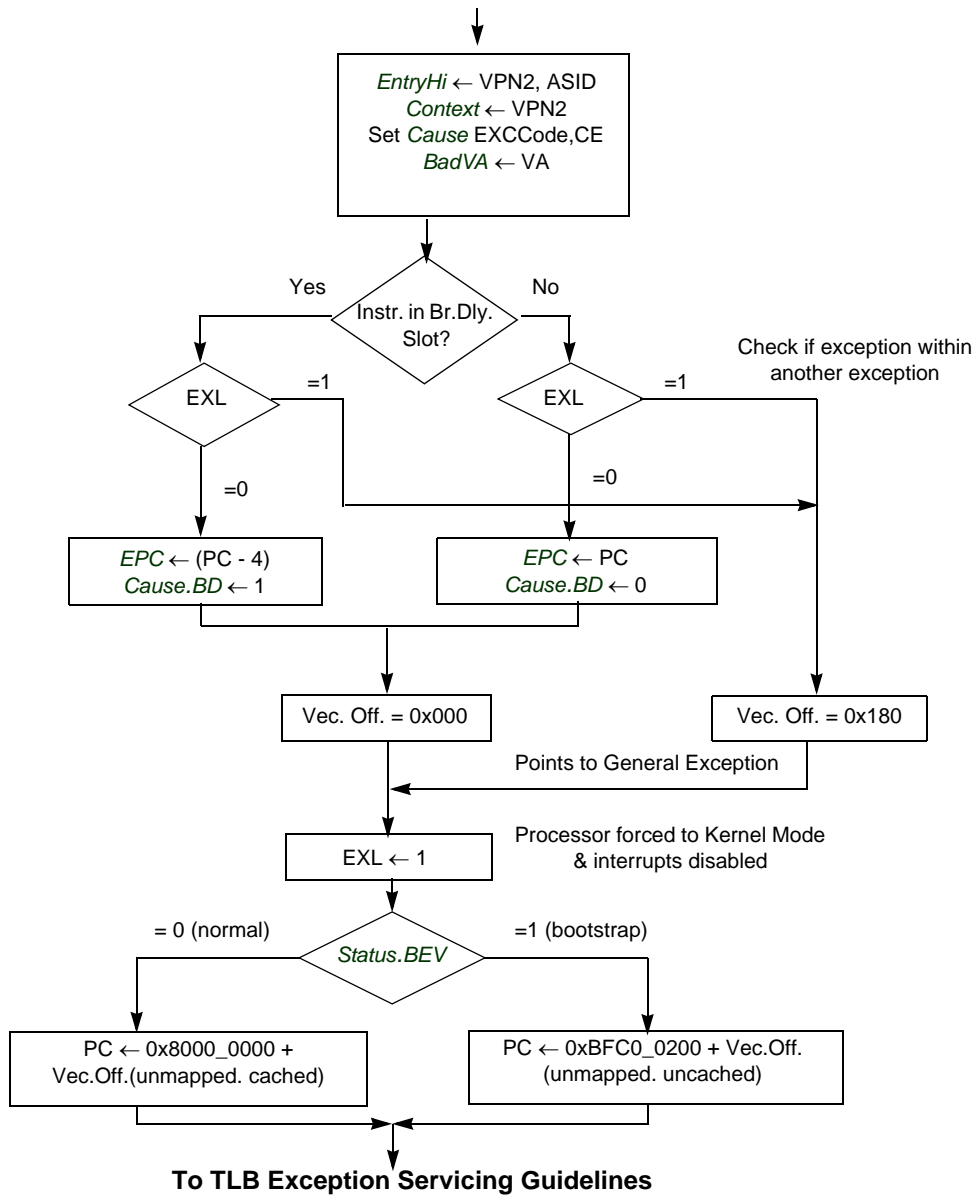 EntryHi ← VPN2, ASID
Context ← VPN2
Set Cause EXCCode,CE
BadVA ← VA
Yes
No
Instr. in Br.Dly.
Slot?
Check if exception within
another exception
EXL
=1
EXL
=1
=0
=0
EPC ← (PC - 4)
Cause.BD ← 1
EPC ← PC
Cause.BD ← 0
Vec. Off. = 0x000
Vec. Off. = 0x180
Points to General Exception
EXL ← 1
Processor forced to Kernel Mode
& interrupts disabled
= 0 (normal)
=1 (bootstrap)
Status.BEV
PC ← 0x8000_0000 +
Vec.Off.(unmapped. cached)
PC ← 0xBFC0_0200 + Vec.Off.
(unmapped. uncached)
To TLB Exception Servicing Guidelines